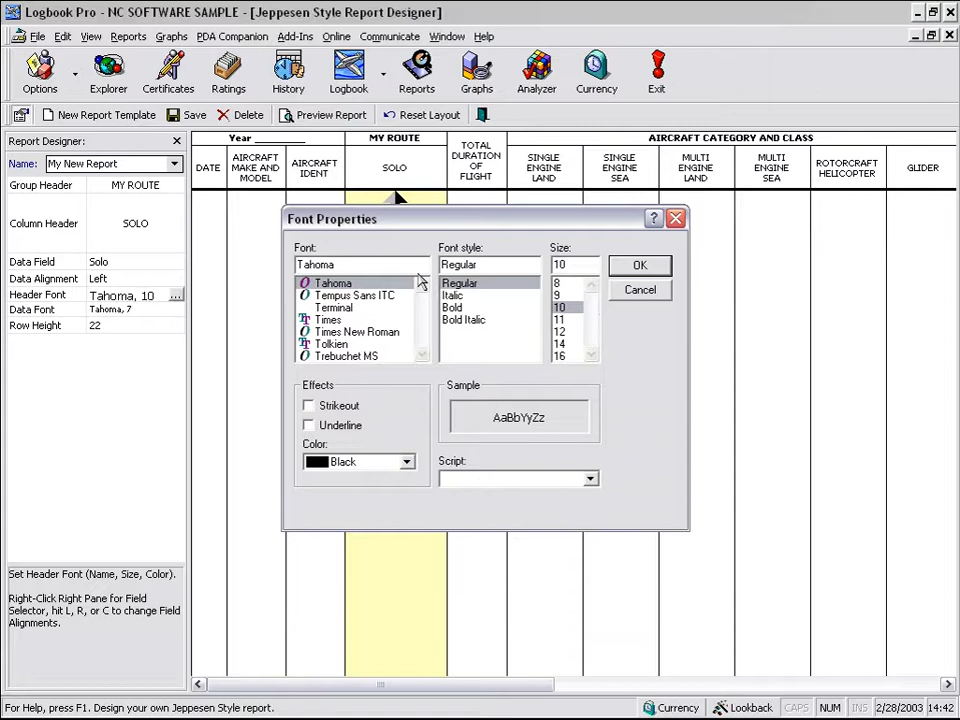 Logbook Pro - NC SOFTWARE SAMPLE - [Jeppesen Style Report Designer]
File Edit View Reports Graphs PDA Companion Add-Ins Online Communicate Window Help
Options Explorer Certificates Ratings History Logbook Reports Graphs Analyzer Currency Exit
New Report Template Save Delete Preview Report Reset Layout
Report Designer:
Name: My New Report
Group Header MY ROUTE
Column Header SOLO
Data Field Solo
Data Alignment Left
Header Font Tahoma, 10 ...
Data Font Tahoma, 7
Row Height 22
Set Header Font (Name, Size, Color).
Right-Click Right Pane for Field
Selector, hit L, R, or C to change Field
Alignments.
Year ________ MY ROUTE AIRCRAFT CATEGORY AND CLASS
DATE
AIRCRAFT
MAKE AND
MODEL
AIRCRAFT
IDENT
SOLO
TOTAL
DURATION
OF
FLIGHT
SINGLE
ENGINE
LAND
SINGLE
ENGINE
SEA
MULTI
ENGINE
LAND
MULTI
ENGINE
SEA
ROTORCRAFT
HELICOPTER
GLIDER
Font Properties
Font:
Tahoma
Tahoma
Tempus Sans ITC
Terminal
Times
Times New Roman
Tolkien
Trebuchet MS
Font style:
Regular
Regular
Italic
Bold
Bold Italic
Size:
10
8
9
10
11
12
14
16
OK
Cancel
Effects
Strikeout
Underline
Color:
Black
Sample
AaBbYyZz
Script:
For Help, press F1. Design your own Jeppesen Style report. Currency Lookback CAPS NUM INS 2/28/2003 14:42